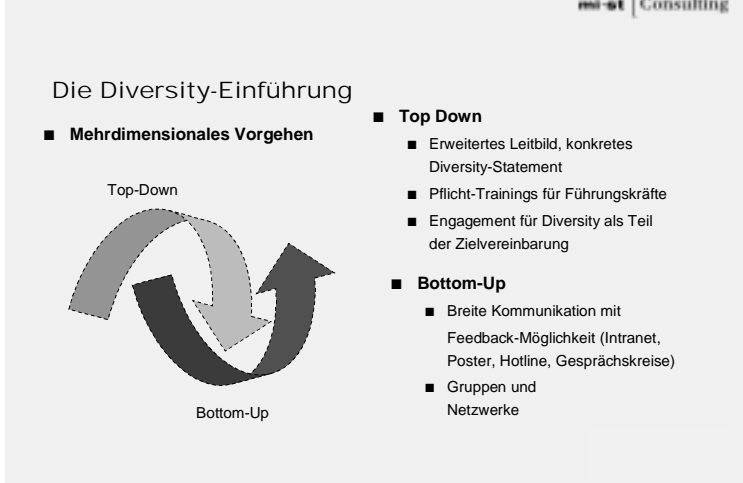 mi-st | Consulting
Die Diversity-Einführung
■ Mehrdimensionales Vorgehen
Top-Down
Bottom-Up
■ Top Down
■ Erweitertes Leitbild, konkretes
Diversity-Statement
■ Pflicht-Trainings für Führungskräfte
■ Engagement für Diversity als Teil
der Zielvereinbarung
■ Bottom-Up
■ Breite Kommunikation mit
Feedback-Möglichkeit (Intranet,
Poster, Hotline, Gesprächskreise)
■ Gruppen und
Netzwerke